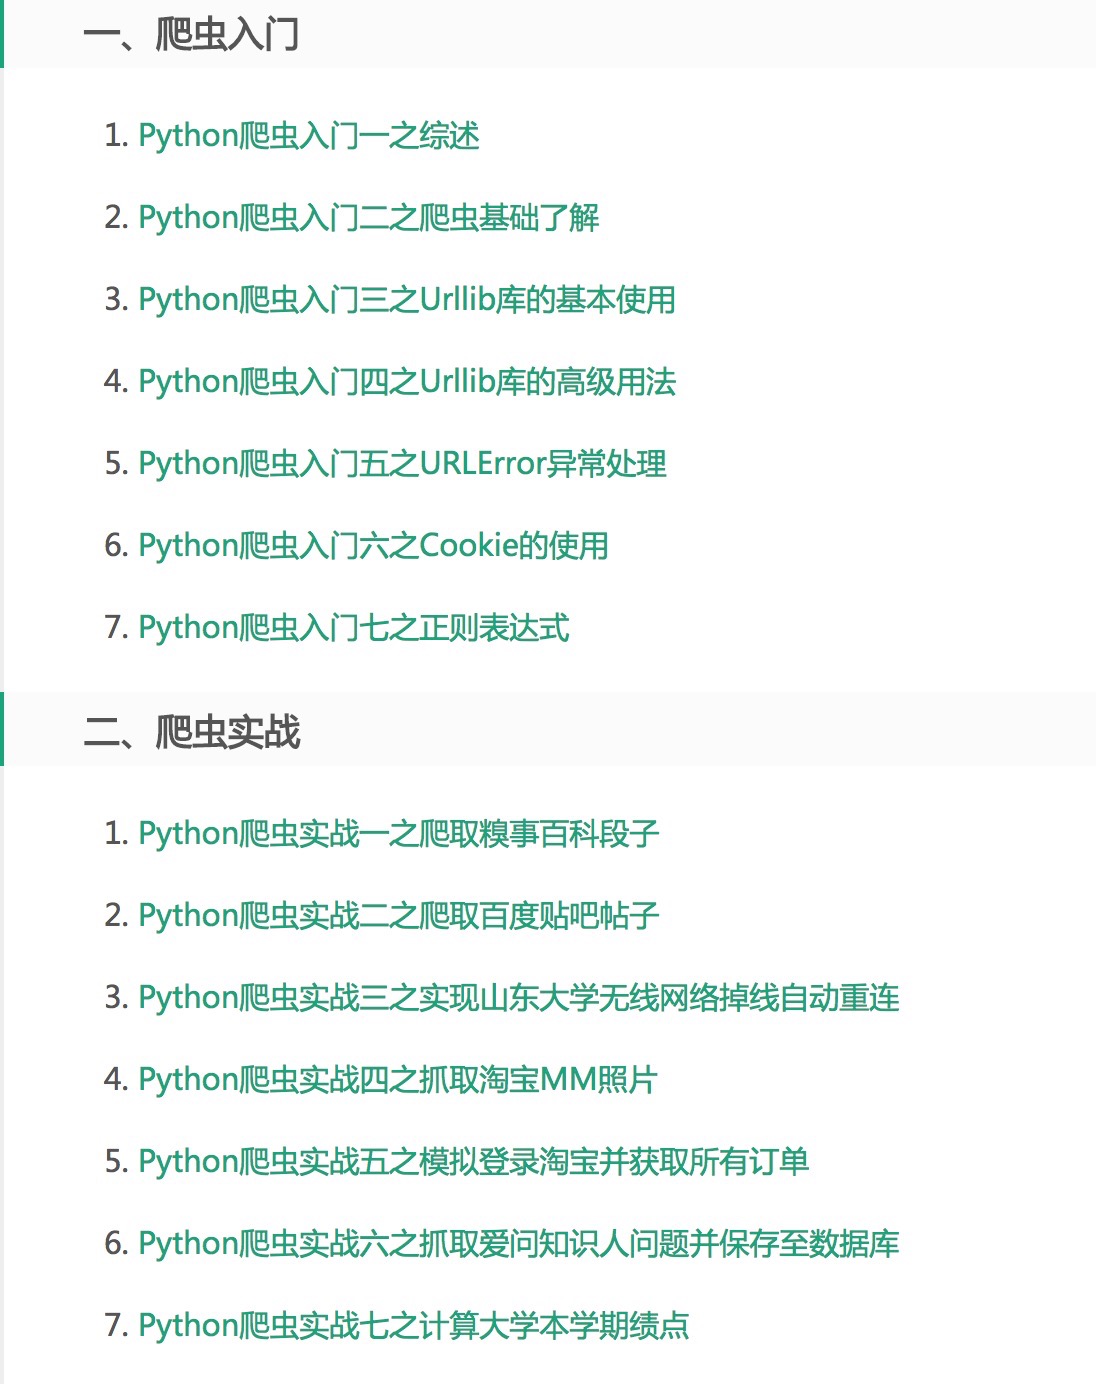 一、爬虫入门
1. Python爬虫入门一之综述
2. Python爬虫入门二之爬虫基础了解
3. Python爬虫入门三之Urllib库的基本使用
4. Python爬虫入门四之Urllib库的高级用法
5. Python爬虫入门五之URLError异常处理
6. Python爬虫入门六之Cookie的使用
7. Python爬虫入门七之正则表达式
二、爬虫实战
1. Python爬虫实战一之爬取糗事百科段子
2. Python爬虫实战二之爬取百度贴吧帖子
3. Python爬虫实战三之实现山东大学无线网络掉线自动重连
4. Python爬虫实战四之抓取淘宝MM照片
5. Python爬虫实战五之模拟登录淘宝并获取所有订单
6. Python爬虫实战六之抓取爱问知识人问题并保存至数据库
7. Python爬虫实战七之计算大学本学期绩点